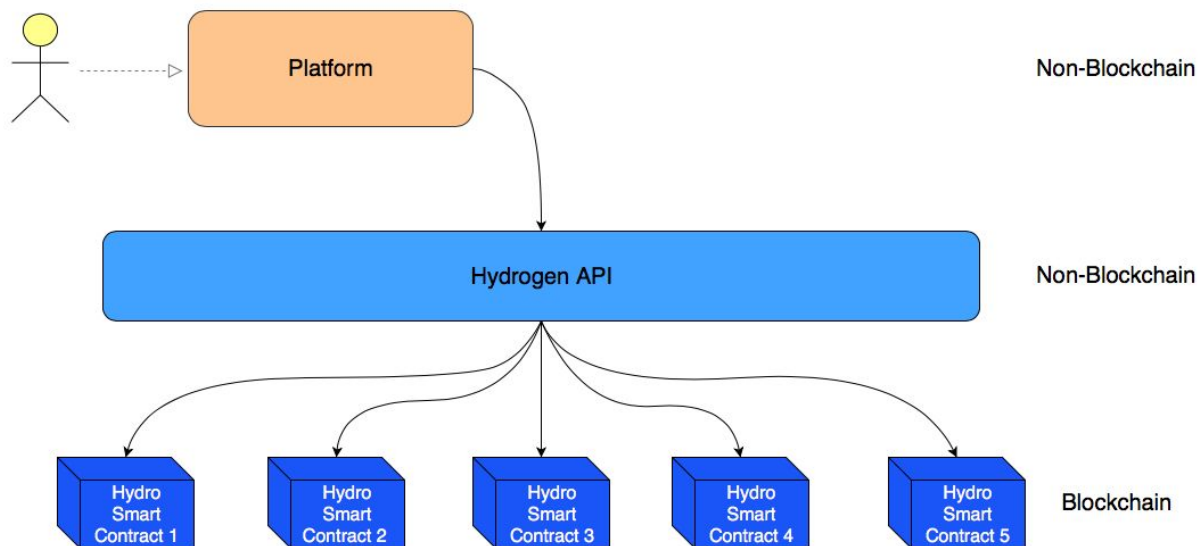 Platform
Non-Blockchain
Hydrogen API
Non-Blockchain
Hydro
Smart
Contract 1
Hydro
Smart
Contract 2
Hydro
Smart
Contract 3
Hydro
Smart
Contract 4
Hydro
Smart
Contract 5
Blockchain